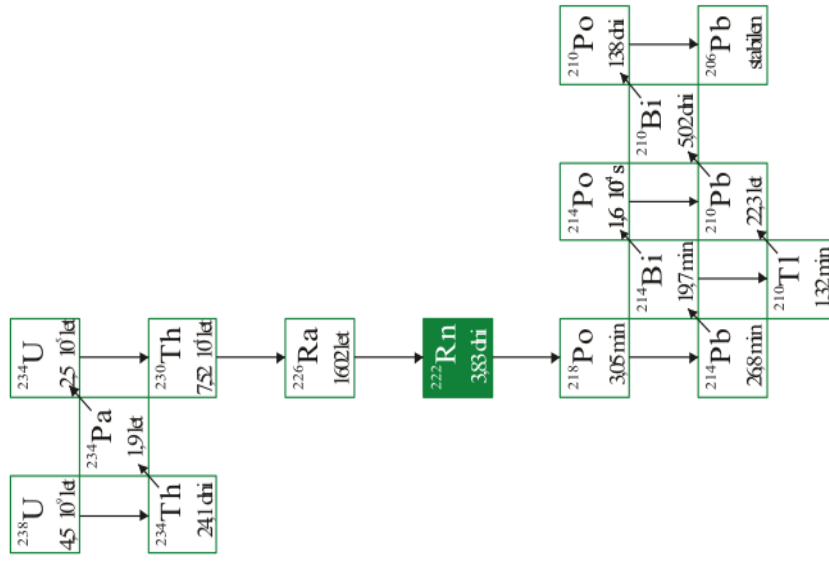 ²³⁸U
4,5 10⁹ let
²³⁴Th
24,1 dni
²³⁴Pa
1,9 let
²³⁴U
2,5 10⁵ let
²³⁰Th
7,52 10⁴ let
²²⁶Ra
1602 let
²²²Rn
3,83 dni
²¹⁸Po
3,05 min
²¹⁴Pb
26,8 min
²¹⁴Bi
19,7 min
²¹⁴Po
1,6 10⁴ s
²¹⁰Tl
1,32 min
²¹⁰Pb
22,3 let
²¹⁰Bi
5,02 dni
²¹⁰Po
138 dni
²⁰⁶Pb
stabilen